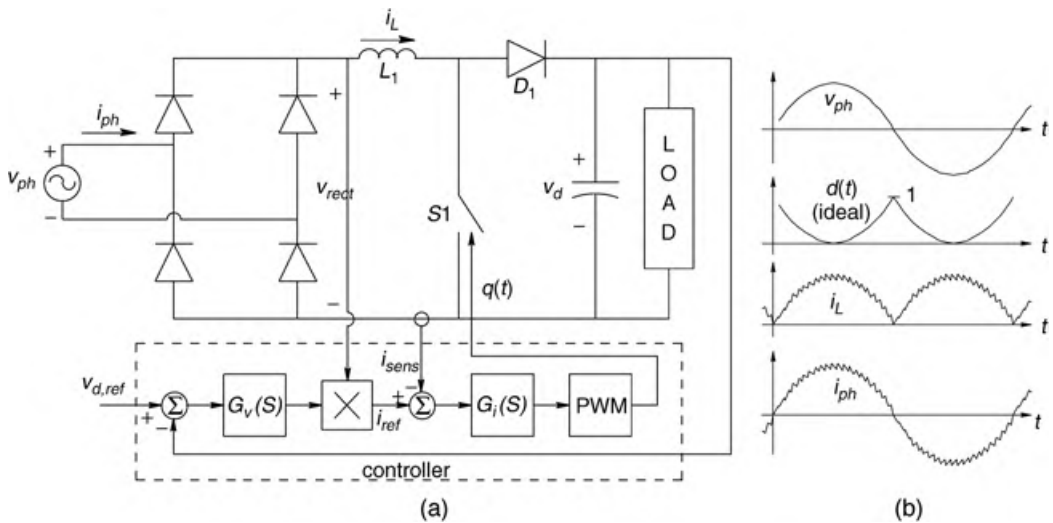 i_L
L_1
D_1
i_ph
+
+
v_ph
−
v_rect
S1
+
v_d
−
LOAD
q(t)
−
i_sens
v_d,ref
+
−
Σ
G_v(S)
×
i_ref
+
−
Σ
G_i(S)
PWM
controller
(a)
v_ph
t
d(t)
(ideal)
1
t
i_L
t
i_ph
t
(b)